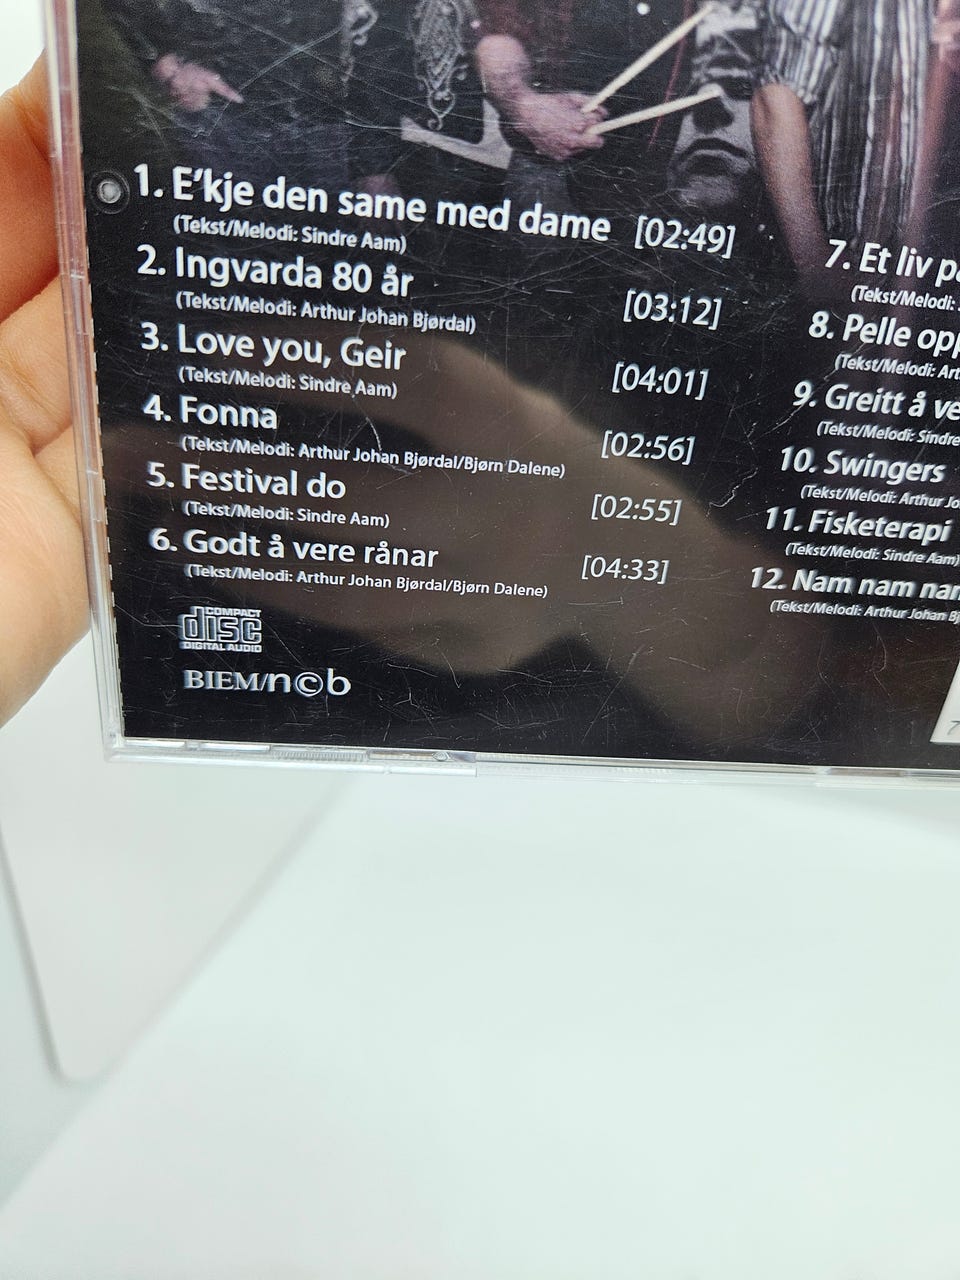 1. E'kje den same med dame [02:49]
(Tekst/Melodi: Sindre Aam)
2. Ingvarda 80 år [03:12]
(Tekst/Melodi: Arthur Johan Bjørdal)
3. Love you, Geir [04:01]
(Tekst/Melodi: Sindre Aam)
4. Fonna [02:56]
(Tekst/Melodi: Arthur Johan Bjørdal/Bjørn Dalene)
5. Festival do [02:55]
(Tekst/Melodi: Sindre Aam)
6. Godt å vere rånar [04:33]
(Tekst/Melodi: Arthur Johan Bjørdal/Bjørn Dalene)
COMPACT
disc
DIGITAL AUDIO
BIEM/n©b
7. Et liv
(Tekst/Melodi:
8. Pelle
(Tekst/Melodi:
9. Greitt å
(Tekst/Melodi: Sindre
10. Swingers
(Tekst/Melodi: Arthur
11. Fisketerapi
(Tekst/Melodi: Sindre Aam)
12. Nam nam
(Tekst/Melodi: Arthur Johan